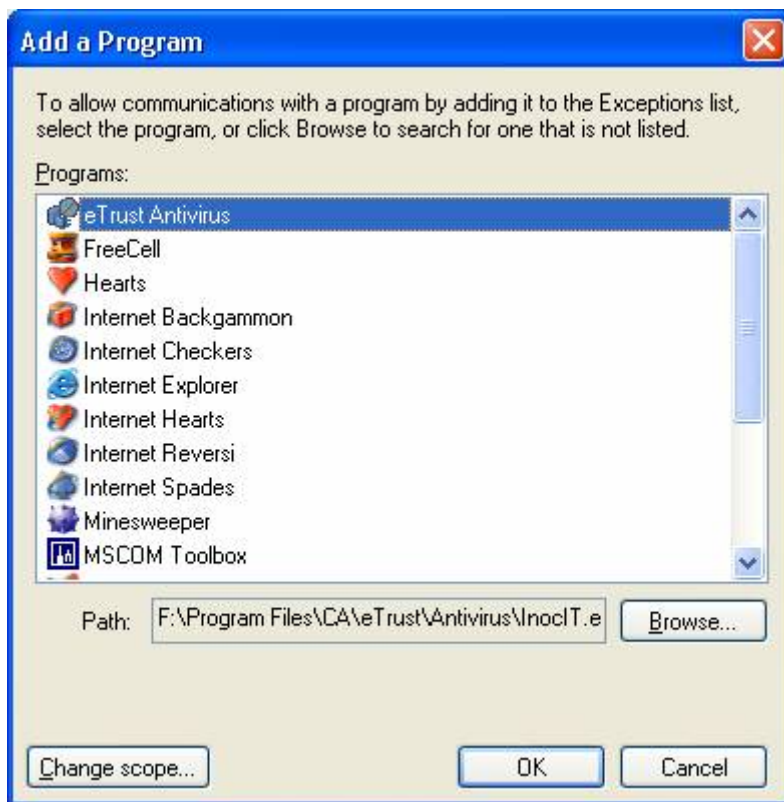 Add a Program
To allow communications with a program by adding it to the Exceptions list,
select the program, or click Browse to search for one that is not listed.
Programs:
eTrust Antivirus
FreeCell
Hearts
Internet Backgammon
Internet Checkers
Internet Explorer
Internet Hearts
Internet Reversi
Internet Spades
Minesweeper
MSCOM Toolbox
Path: F:\Program Files\CA\eTrust\Antivirus\InocIT.e Browse...
Change scope... OK Cancel